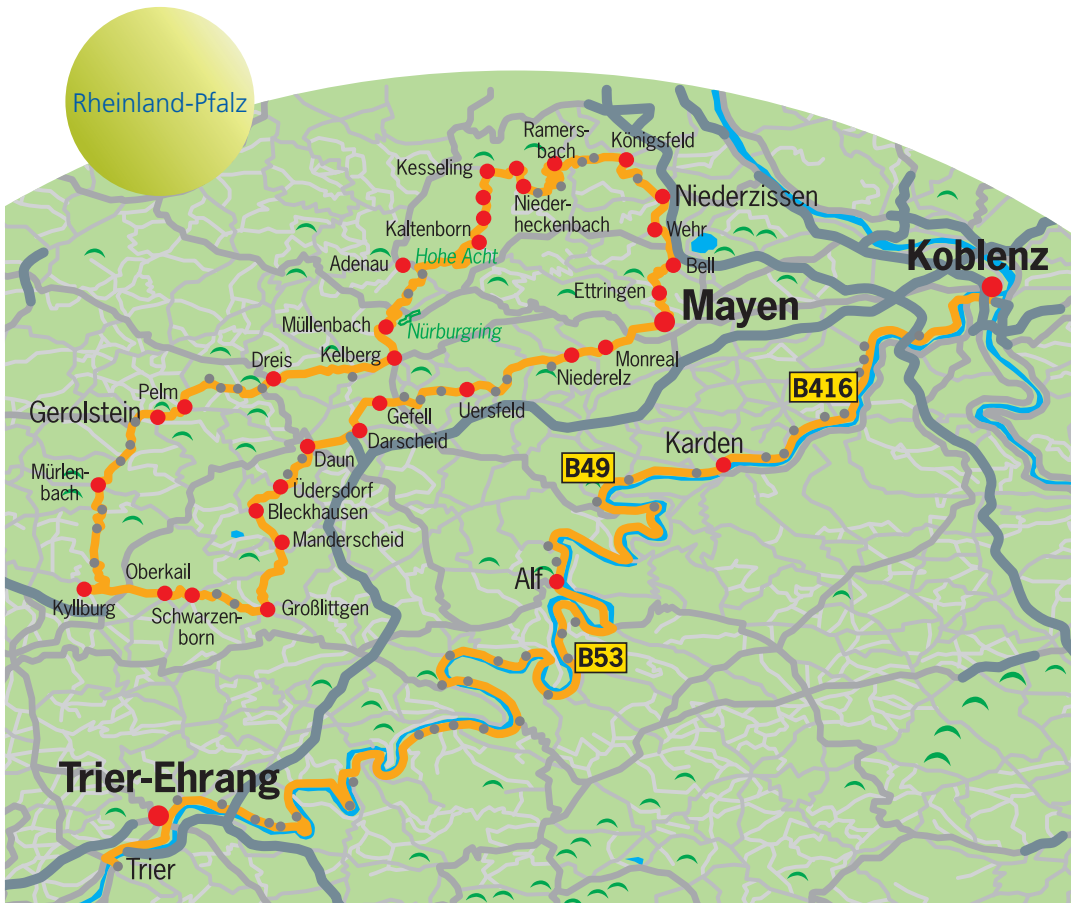 Rheinland-Pfalz
Ramers-
bach
Königsfeld
Kesseling
Nieder-
heckenbach
Niederzissen
Kaltenborn
Wehr
Adenau
Hohe Acht
Bell
Koblenz
Ettringen
Mayen
Müllenbach
Nürburgring
Dreis
Kelberg
Monreal
Niederelz
Pelm
B416
Gerolstein
Gefell
Uersfeld
Darscheid
Karden
Daun
B49
Mürlen-
bach
Üdersdorf
Bleckhausen
Manderscheid
Oberkail
Alf
Kyllburg
Schwarzen-
born
Großlittgen
B53
Trier-Ehrang
Trier